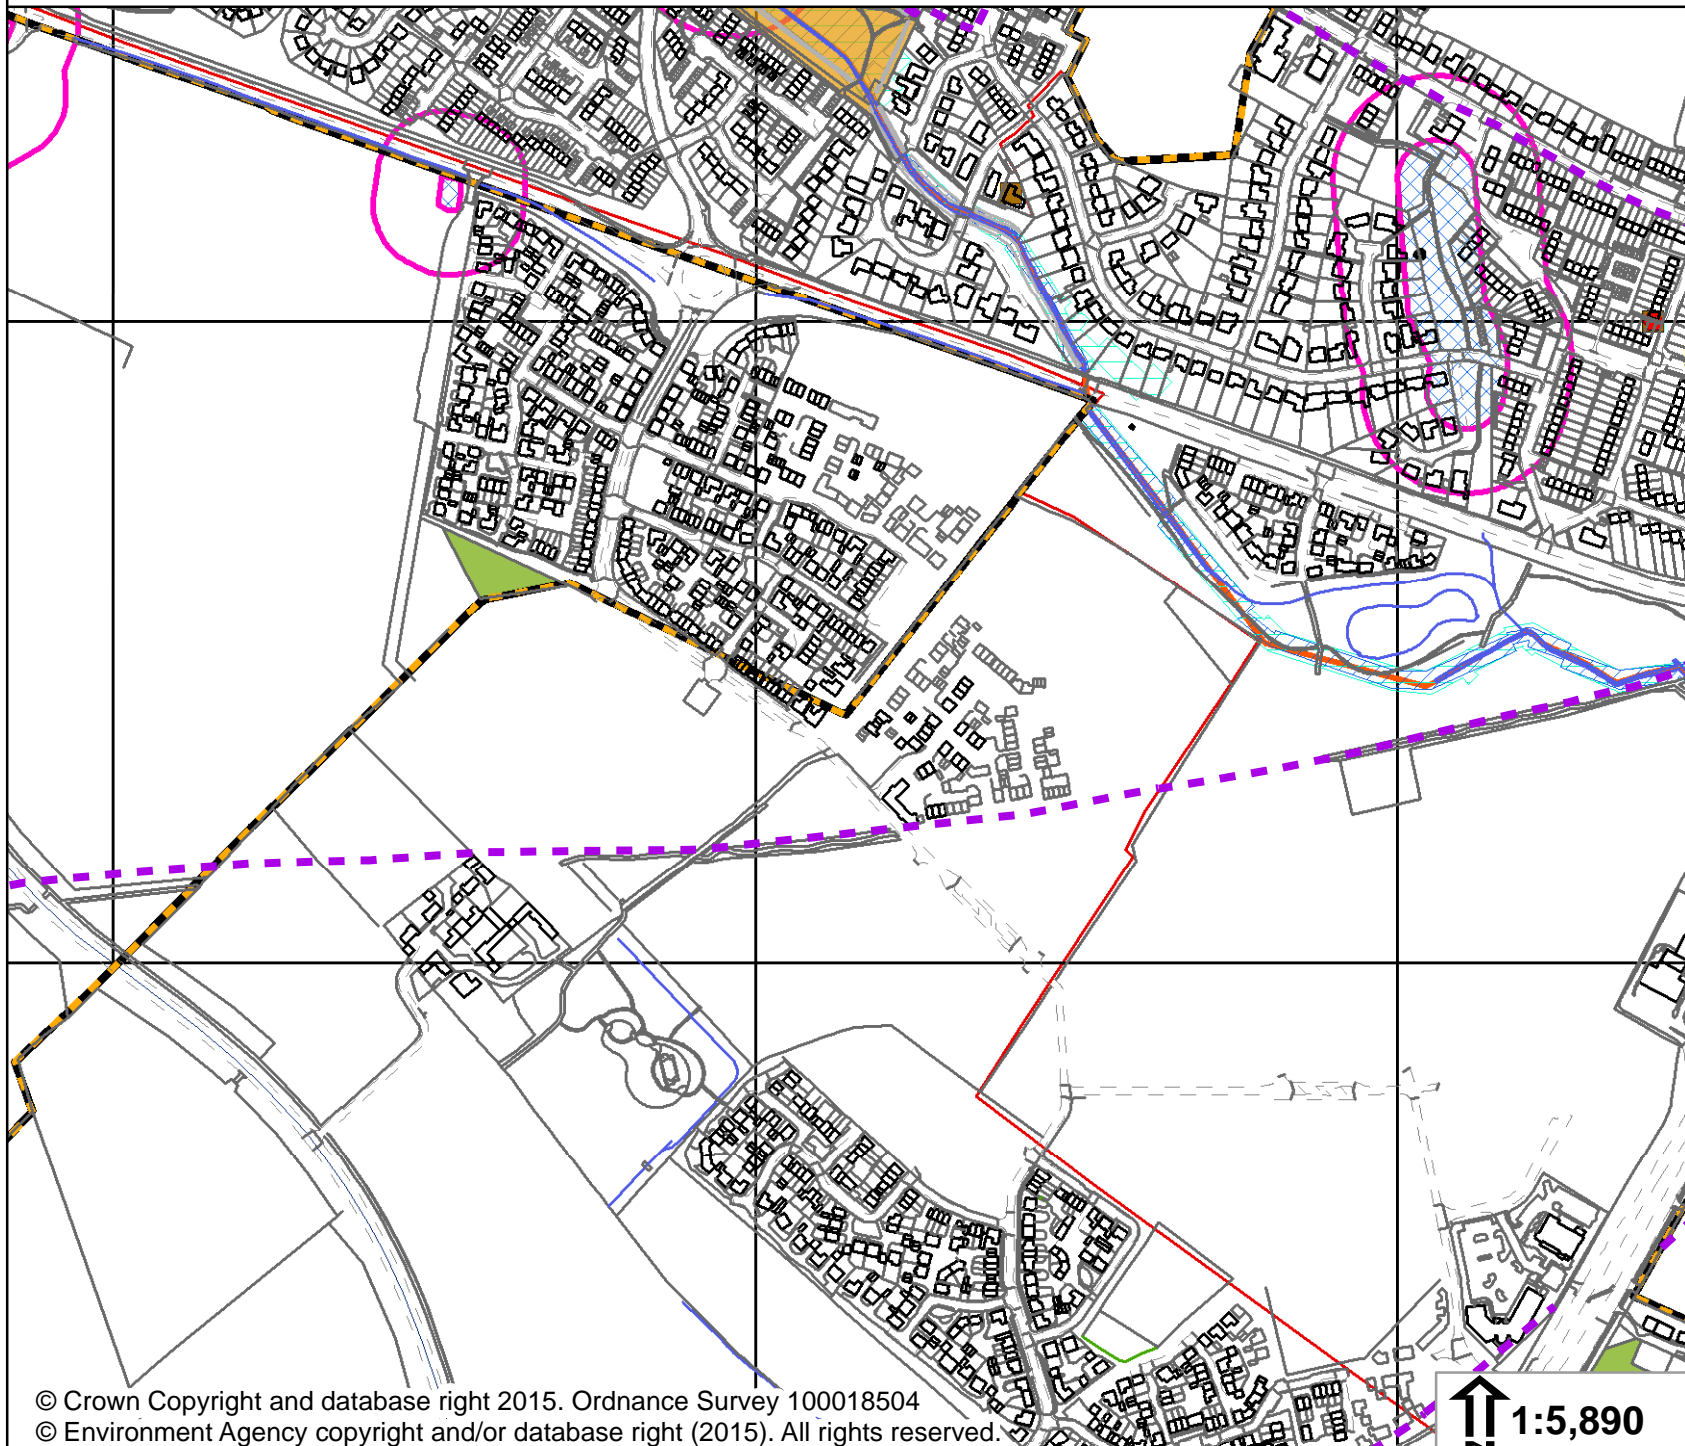 © Crown Copyright and database right 2015. Ordnance Survey 100018504
© Environment Agency copyright and/or database right (2015). All rights reserved.
1:5,890